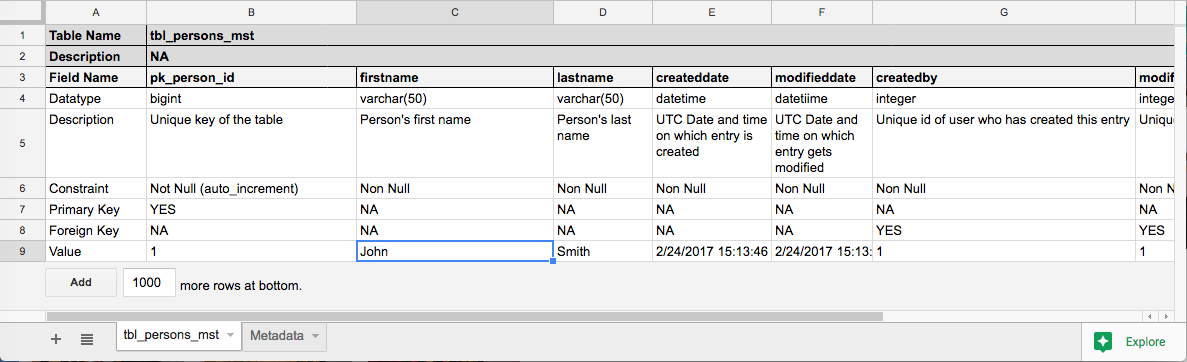 A B C D E F G
1 Table Name tbl_persons_mst
2 Description NA
3 Field Name pk_person_id firstname lastname createddate modifieddate createdby modif
4 Datatype bigint varchar(50) varchar(50) datetime datetiime integer intege
5 Description Unique key of the table Person's first name Person's last UTC Date and time UTC Date and Unique id of user who has created this entry Uniqu
name on which entry is time on which
created entry gets
modified
6 Constraint Not Null (auto_increment) Non Null Non Null Non Null Non Null Non Null Non N
7 Primary Key YES NA NA NA NA NA NA
8 Foreign Key NA NA NA NA NA YES YES
9 Value 1 John Smith 2/24/2017 15:13:46 2/24/2017 15:13: 1 1
Add 1000 more rows at bottom.
tbl_persons_mst Metadata Explore